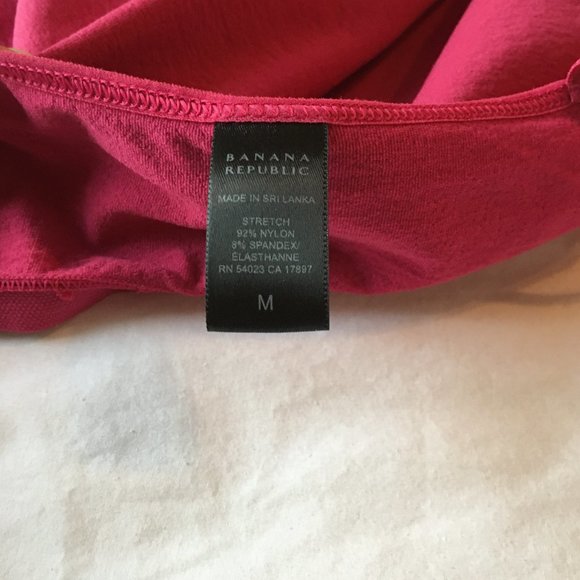 BANANA
REPUBLIC
MADE IN SRI LANKA
STRETCH
92% NYLON
8% SPANDEX/
ÉLASTHANNE
RN 54023 CA 17897
M